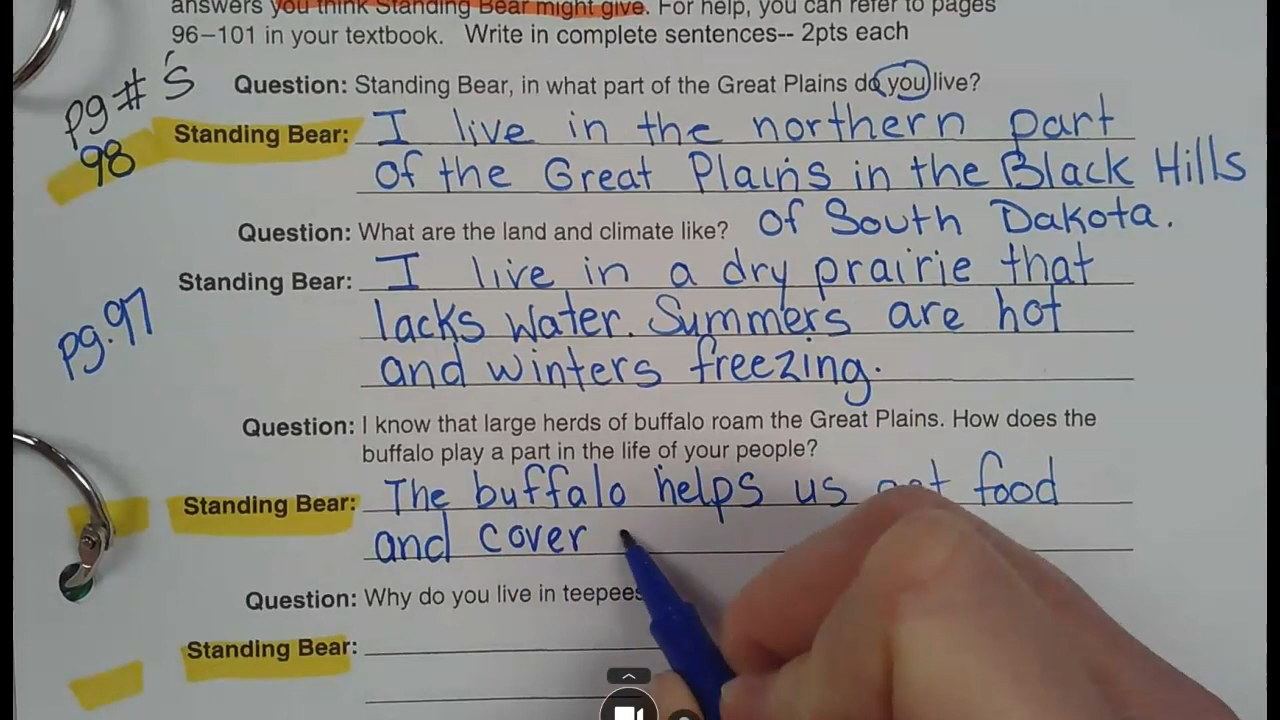 answers you think Standing Bear might give. For help, you can refer to pages
96–101 in your textbook. Write in complete sentences-- 2pts each
pg #'s
Question: Standing Bear, in what part of the Great Plains do you live?
98
Standing Bear: I live in the northern part
of the Great Plains in the Black Hills
of South Dakota.
Question: What are the land and climate like?
Standing Bear: I live in a dry prairie that
pg. 97
lacks water. Summers are hot
and winters freezing.
Question: I know that large herds of buffalo roam the Great Plains. How does the
buffalo play a part in the life of your people?
Standing Bear: The buffalo helps us get food
and cover
Question: Why do you live in teepees
Standing Bear: